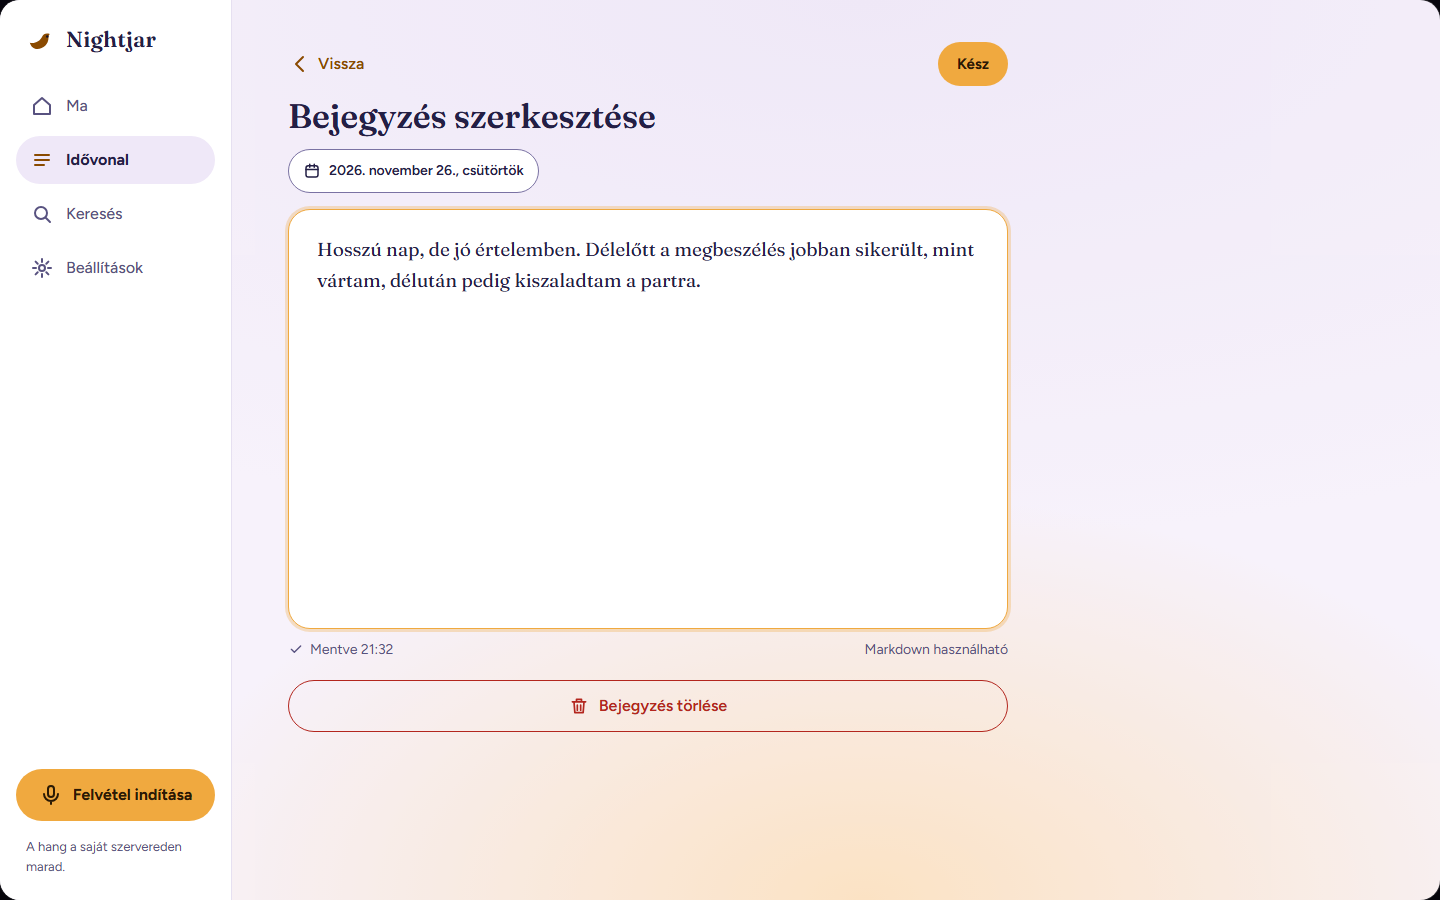 Nightjar
Ma
Idővonal
Keresés
Beállítások
Felvétel indítása
A hang a saját szervereden
marad.
Vissza
Kész
Bejegyzés szerkesztése
2026. november 26., csütörtök
Hosszú nap, de jó értelemben. Délelőtt a megbeszélés jobban sikerült, mint
vártam, délután pedig kiszaladtam a partra.
Mentve 21:32
Markdown használható
Bejegyzés törlése